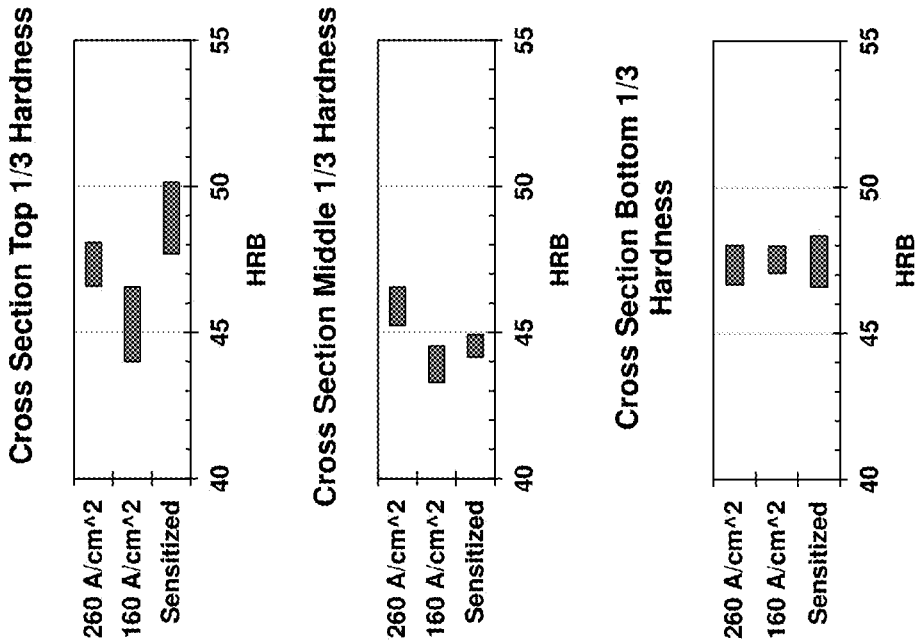 Cross Section Top 1/3 Hardness
260 A/cm^2
160 A/cm^2
Sensitized
40
45
50
55
HRB
Cross Section Middle 1/3 Hardness
260 A/cm^2
160 A/cm^2
Sensitized
40
45
50
55
HRB
Cross Section Bottom 1/3
Hardness
260 A/cm^2
160 A/cm^2
Sensitized
40
45
50
55
HRB